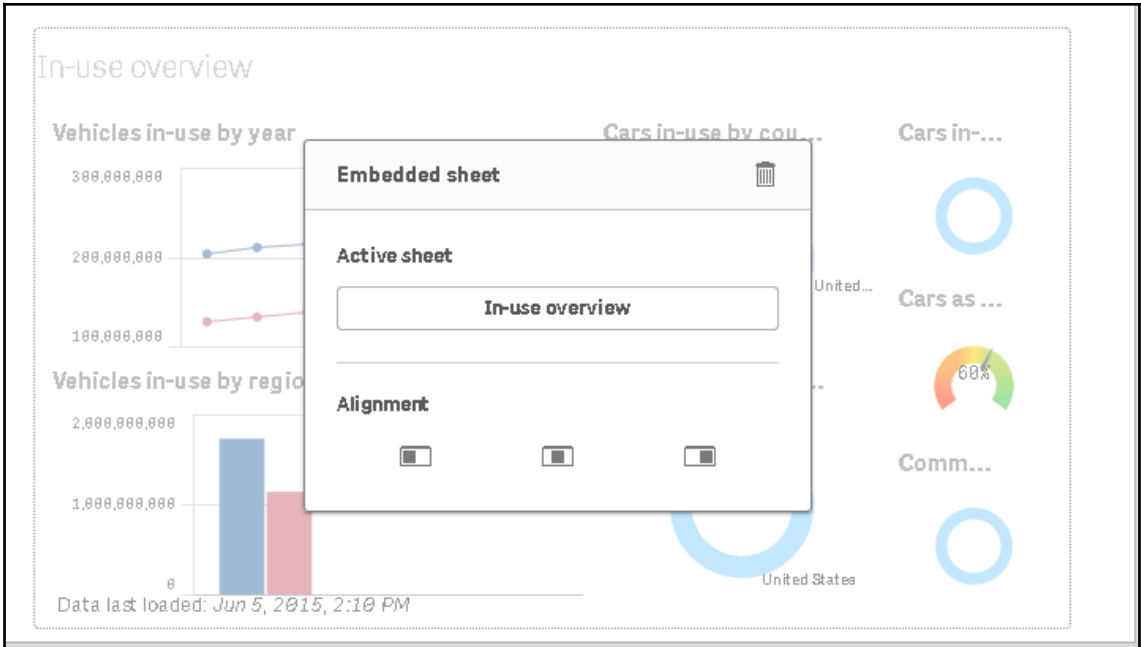 In-use overview
Vehicles in-use by year
Cars in-use by cou...
Cars in-...
300,000,000
200,000,000
100,000,000
Embedded sheet
Active sheet
In-use overview
Alignment
United...
Cars as ...
60%
Vehicles in-use by regio
2,000,000,000
1,000,000,000
0
Comm...
United States
Data last loaded: Jun 5, 2015, 2:10 PM